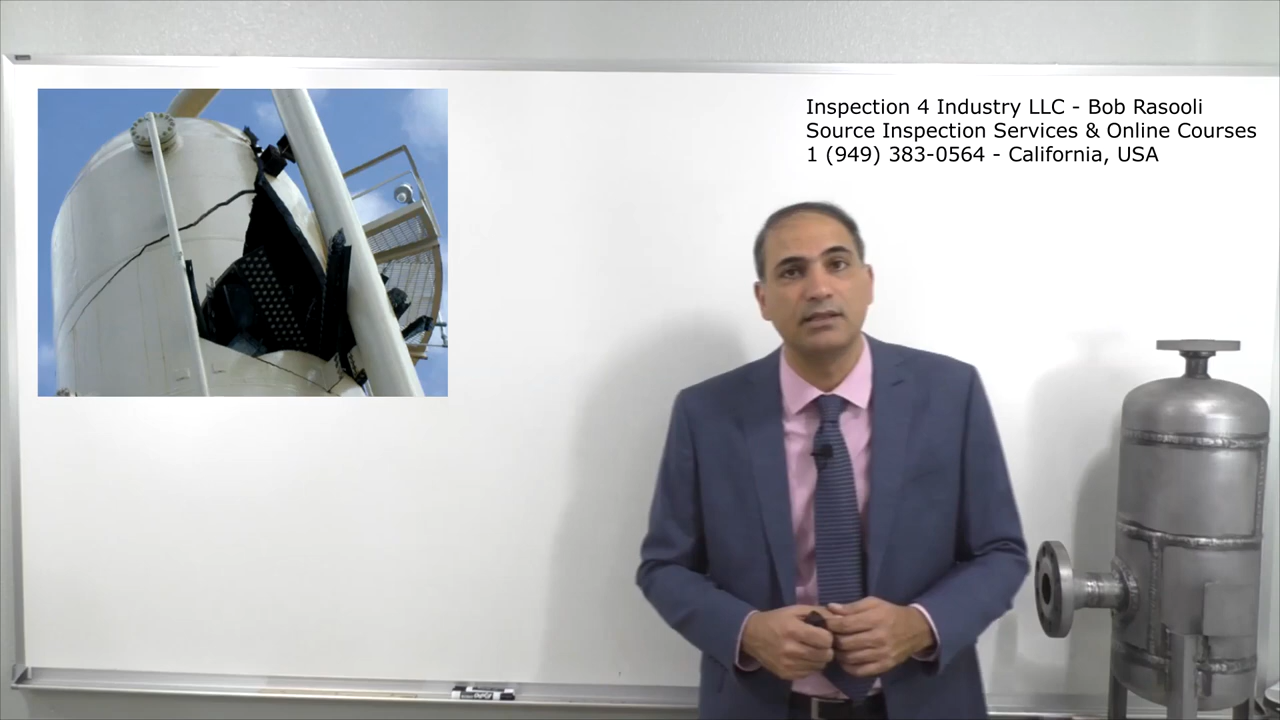 Inspection 4 Industry LLC - Bob Rasooli
Source Inspection Services & Online Courses
1 (949) 383-0564 - California, USA